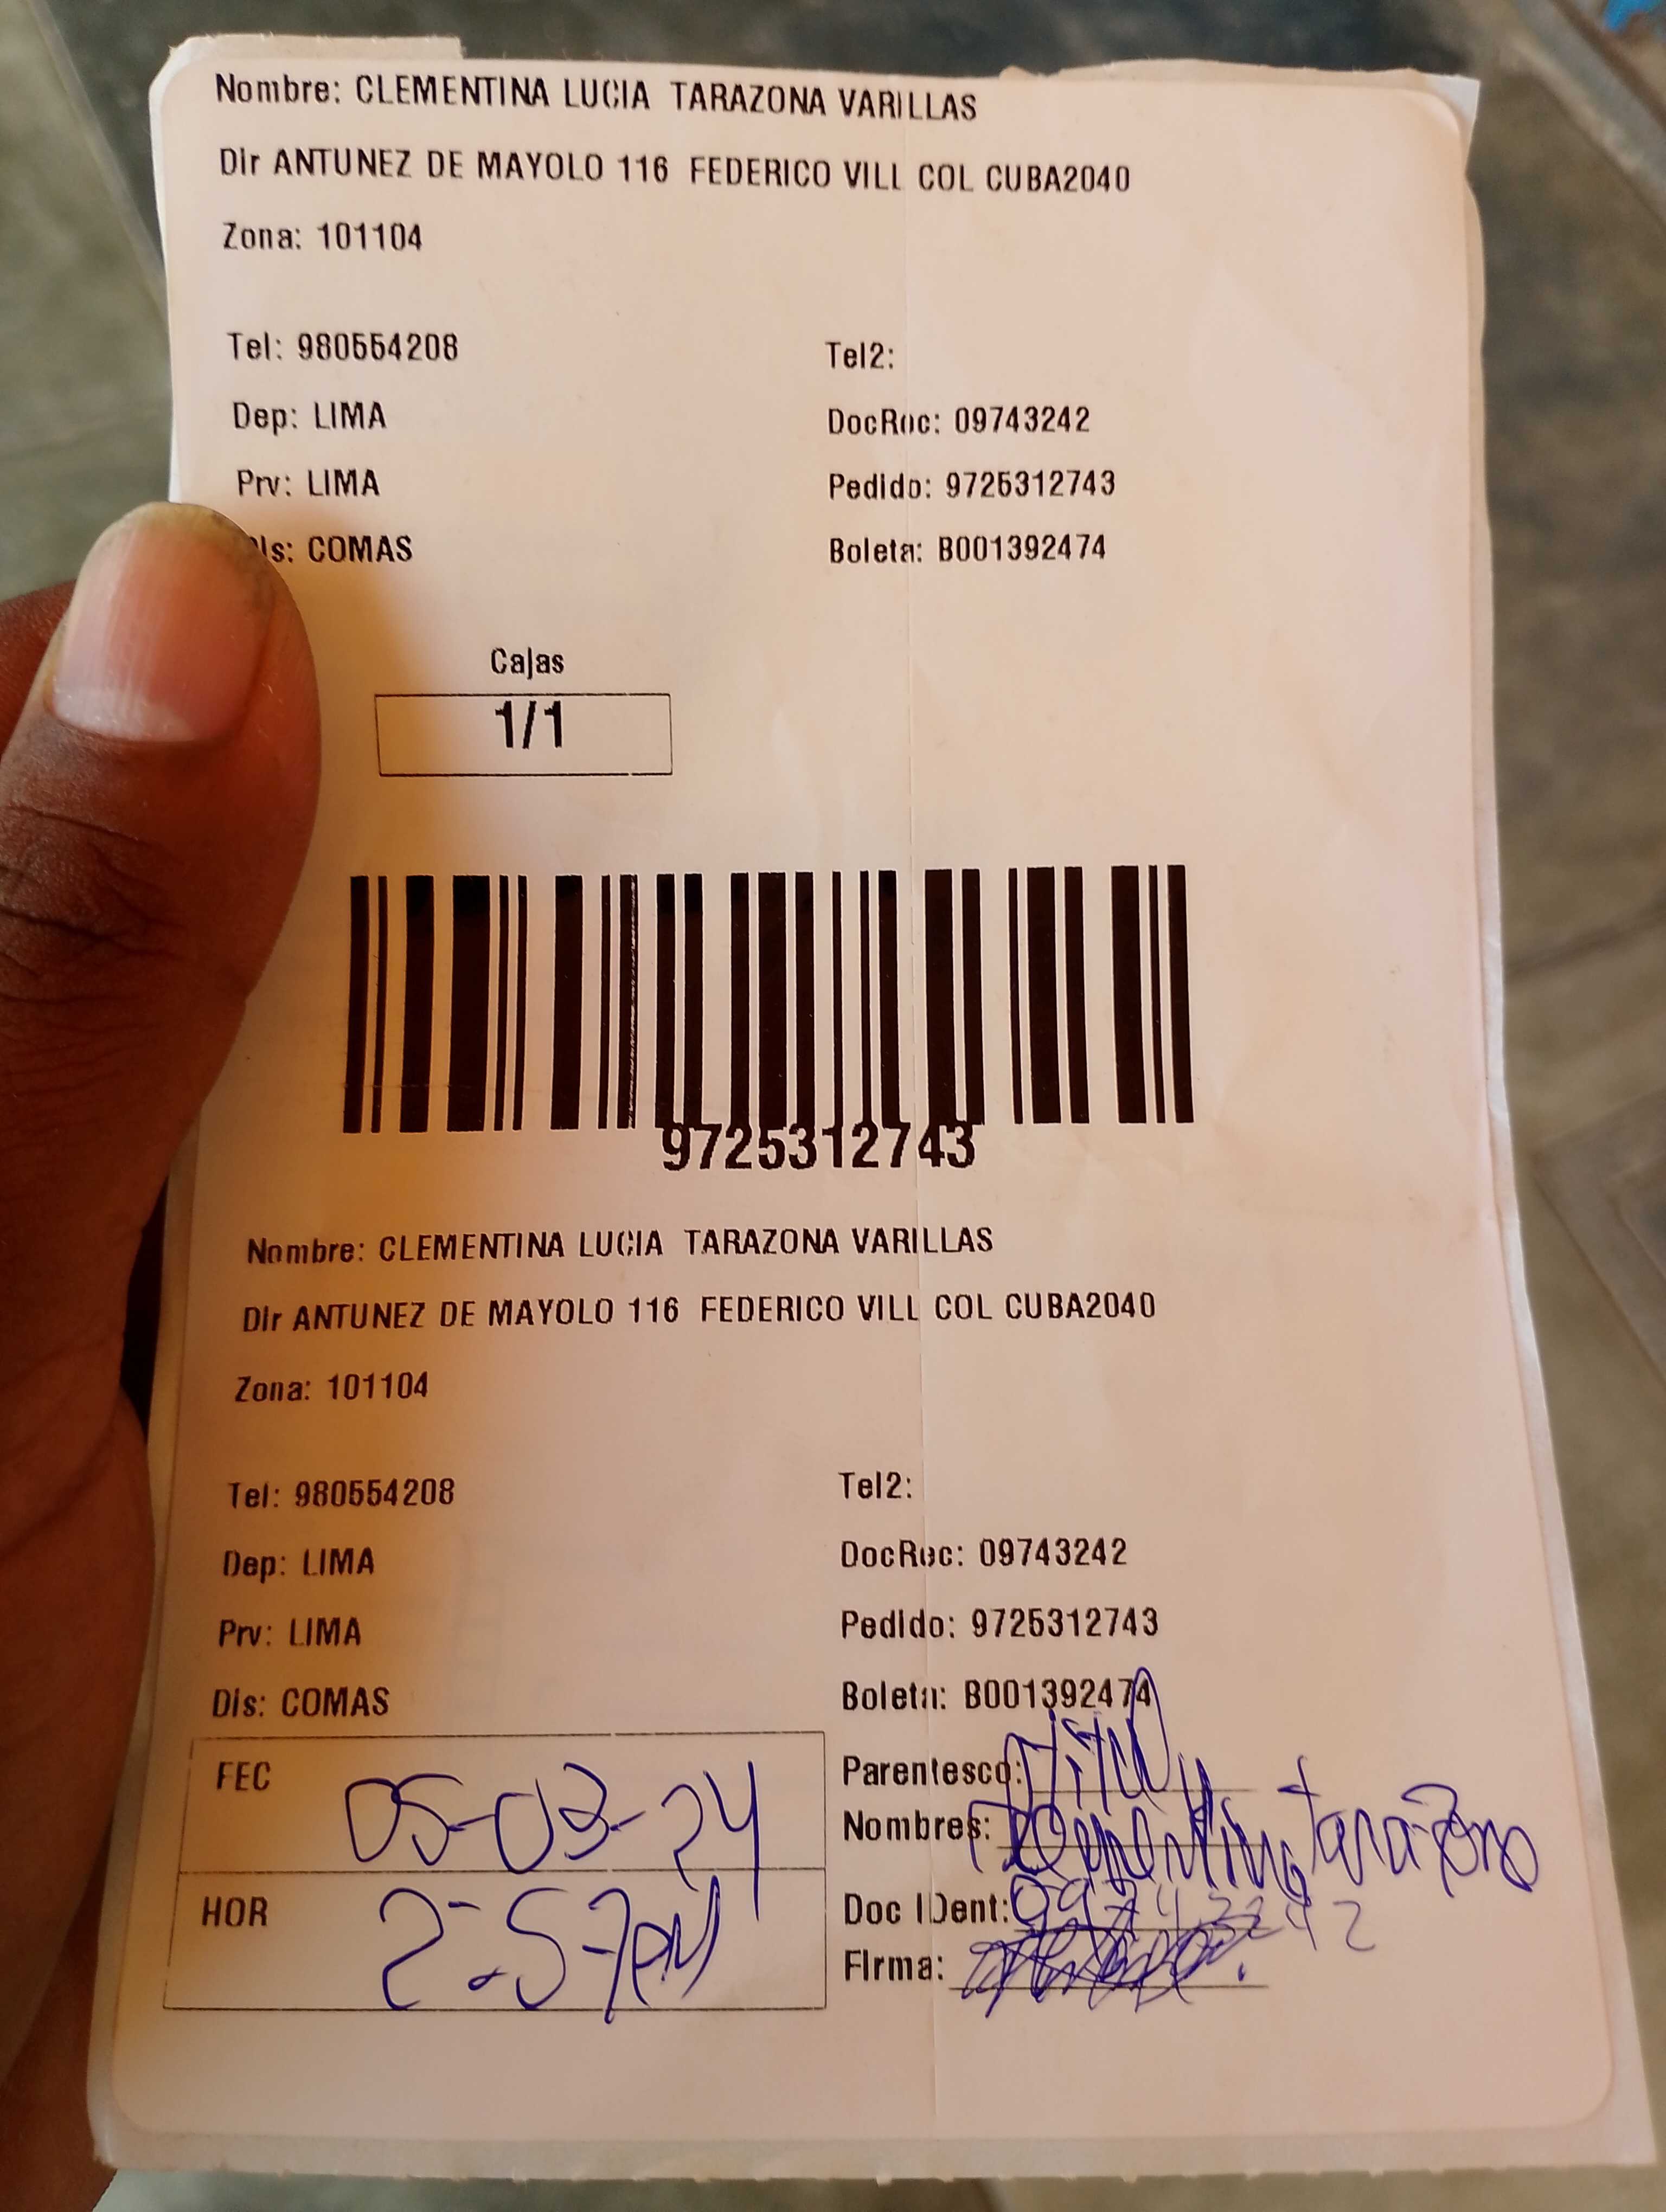 Nombre: CLEMENTINA LUCIA TARAZONA VARILLAS
Dir ANTUNEZ DE MAYOLO 116 FEDERICO VILL COL CUBA2040
Zona: 101104
Tel: 980554208 Tel2:
Dep: LIMA DocRec: 09743242
Prv: LIMA Pedido: 9725312743
Dis: COMAS Boleta: B001392474
Cajas
1/1
9725312743
Nombre: CLEMENTINA LUCIA TARAZONA VARILLAS
Dir ANTUNEZ DE MAYOLO 116 FEDERICO VILL COL CUBA2040
Zona: 101104
Tel: 980554208 Tel2:
Dep: LIMA DocRec: 09743242
Prv: LIMA Pedido: 9725312743
Dis: COMAS Boleta: B001392474
FEC 05-03-24 Parentesco:
Nombres: Clementina Tarazona
HOR 2:57PM Doc IDent: 09743242
Firma: